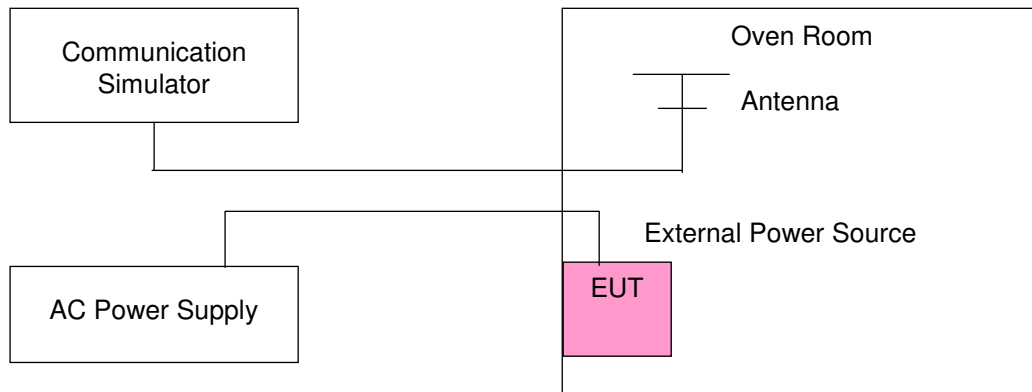 Communication
Simulator
Oven Room
Antenna
External Power Source
AC Power Supply
EUT